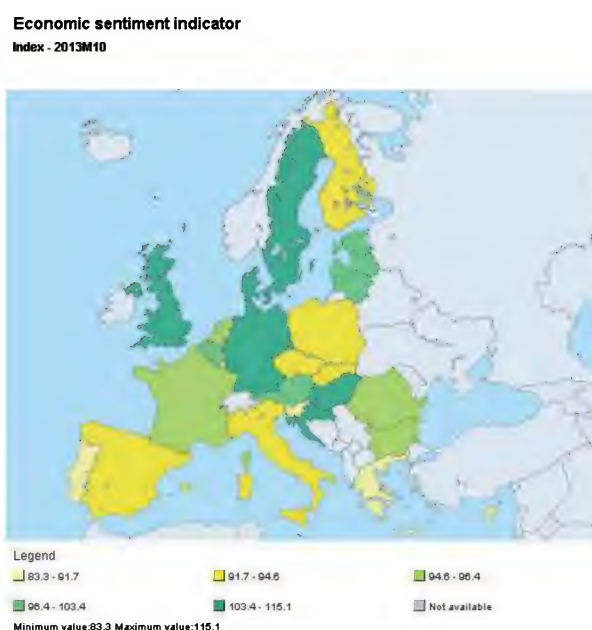 Economic sentiment indicator
Index - 2013M10
Legend
83.3 - 91.7
91.7 - 94.6
94.6 - 96.4
96.4 - 103.4
103.4 - 115.1
Not available
Minimum value:83.3 Maximum value:115.1